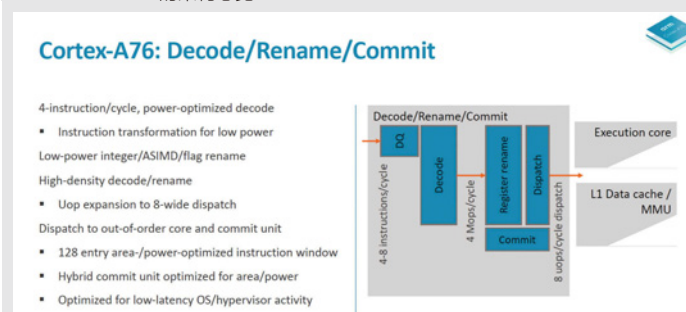 Cortex-A76: Decode/Rename/Commit
4-instruction/cycle, power-optimized decode
▪ Instruction transformation for low power
Low-power integer/ASIMD/flag rename
High-density decode/rename
▪ Uop expansion to 8-wide dispatch
Dispatch to out-of-order core and commit unit
▪ 128 entry area-/power-optimized instruction window
▪ Hybrid commit unit optimized for area/power
▪ Optimized for low-latency OS/hypervisor activity
Decode/Rename/Commit
4-8 instructions/cycle
DQ
Decode
4 Mops/cycle
Register rename
Dispatch
Commit
8 uops/cycle dispatch
Execution core
L1 Data cache /
MMU